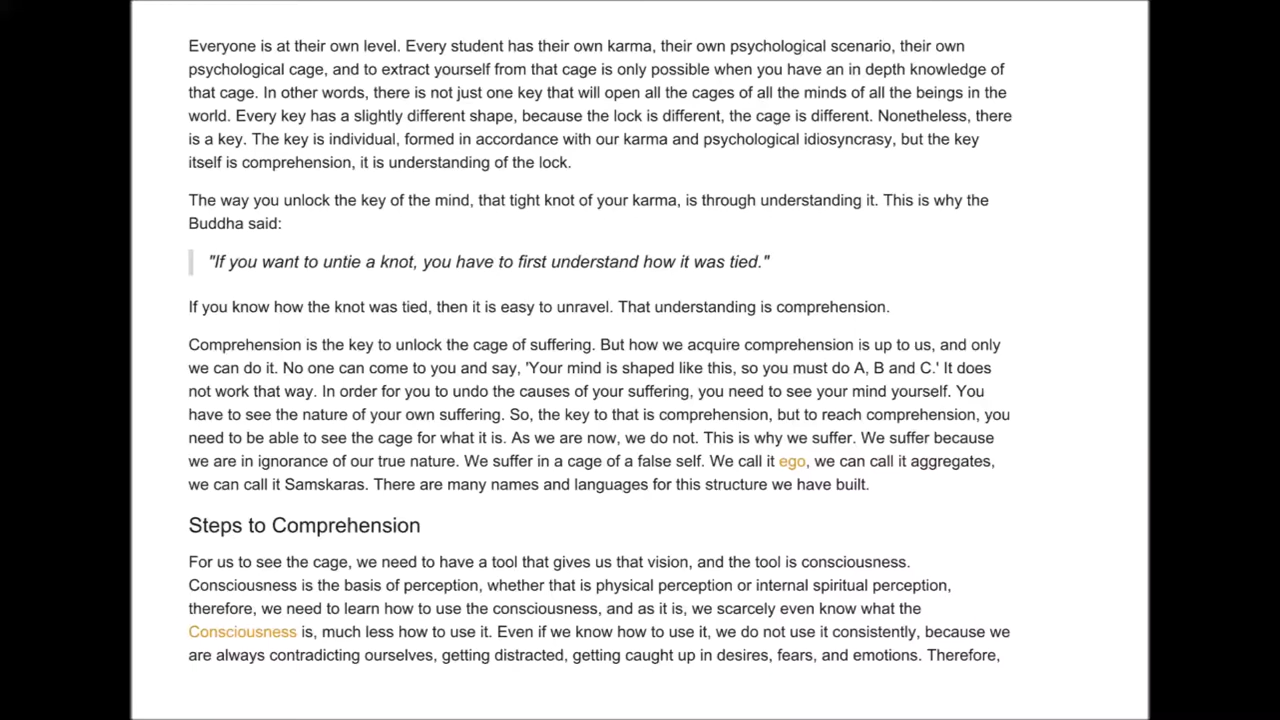 Everyone is at their own level. Every student has their own karma, their own psychological scenario, their own
psychological cage, and to extract yourself from that cage is only possible when you have an in depth knowledge of
that cage. In other words, there is not just one key that will open all the cages of all the minds of all the beings in the
world. Every key has a slightly different shape, because the lock is different, the cage is different. Nonetheless, there
is a key. The key is individual, formed in accordance with our karma and psychological idiosyncrasy, but the key
itself is comprehension, it is understanding of the lock.
The way you unlock the key of the mind, that tight knot of your karma, is through understanding it. This is why the
Buddha said:
"If you want to untie a knot, you have to first understand how it was tied."
If you know how the knot was tied, then it is easy to unravel. That understanding is comprehension.
Comprehension is the key to unlock the cage of suffering. But how we acquire comprehension is up to us, and only
we can do it. No one can come to you and say, 'Your mind is shaped like this, so you must do A, B and C.' It does
not work that way. In order for you to undo the causes of your suffering, you need to see your mind yourself. You
have to see the nature of your own suffering. So, the key to that is comprehension, but to reach comprehension, you
need to be able to see the cage for what it is. As we are now, we do not. This is why we suffer. We suffer because
we are in ignorance of our true nature. We suffer in a cage of a false self. We call it ego, we can call it aggregates,
we can call it Samskaras. There are many names and languages for this structure we have built.
Steps to Comprehension
For us to see the cage, we need to have a tool that gives us that vision, and the tool is consciousness.
Consciousness is the basis of perception, whether that is physical perception or internal spiritual perception,
therefore, we need to learn how to use the consciousness, and as it is, we scarcely even know what the
Consciousness is, much less how to use it. Even if we know how to use it, we do not use it consistently, because we
are always contradicting ourselves, getting distracted, getting caught up in desires, fears, and emotions. Therefore,